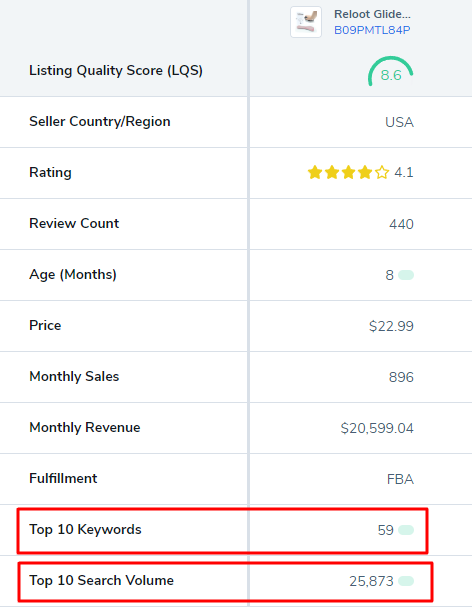 Reloot Glide...
B09PMTL84P
Listing Quality Score (LQS) 8.6
Seller Country/Region USA
Rating 4.1
Review Count 440
Age (Months) 8
Price $22.99
Monthly Sales 896
Monthly Revenue $20,599.04
Fulfillment FBA
Top 10 Keywords 59
Top 10 Search Volume 25,873